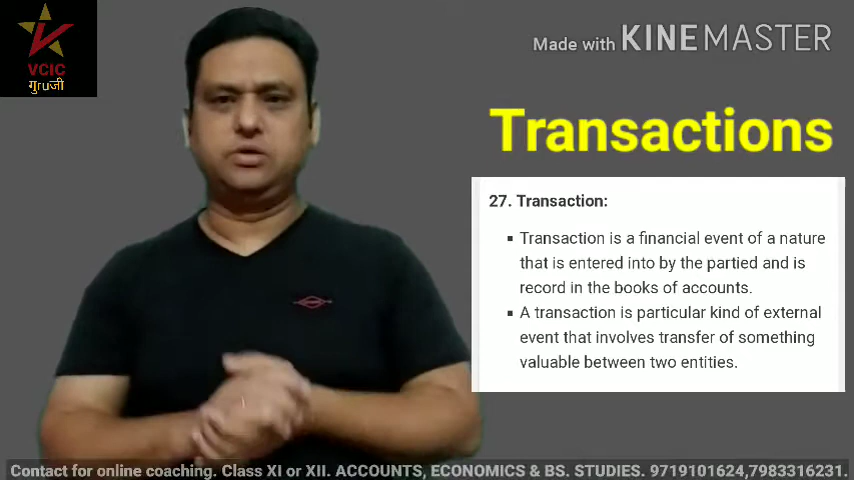 VCIC
गुruजी
Made with KINEMASTER
Transactions
27. Transaction:
▪ Transaction is a financial event of a nature
that is entered into by the partied and is
record in the books of accounts.
▪ A transaction is particular kind of external
event that involves transfer of something
valuable between two entities.
Contact for online coaching. Class XI or XII. ACCOUNTS, ECONOMICS & BS. STUDIES. 9719101624,7983316231.